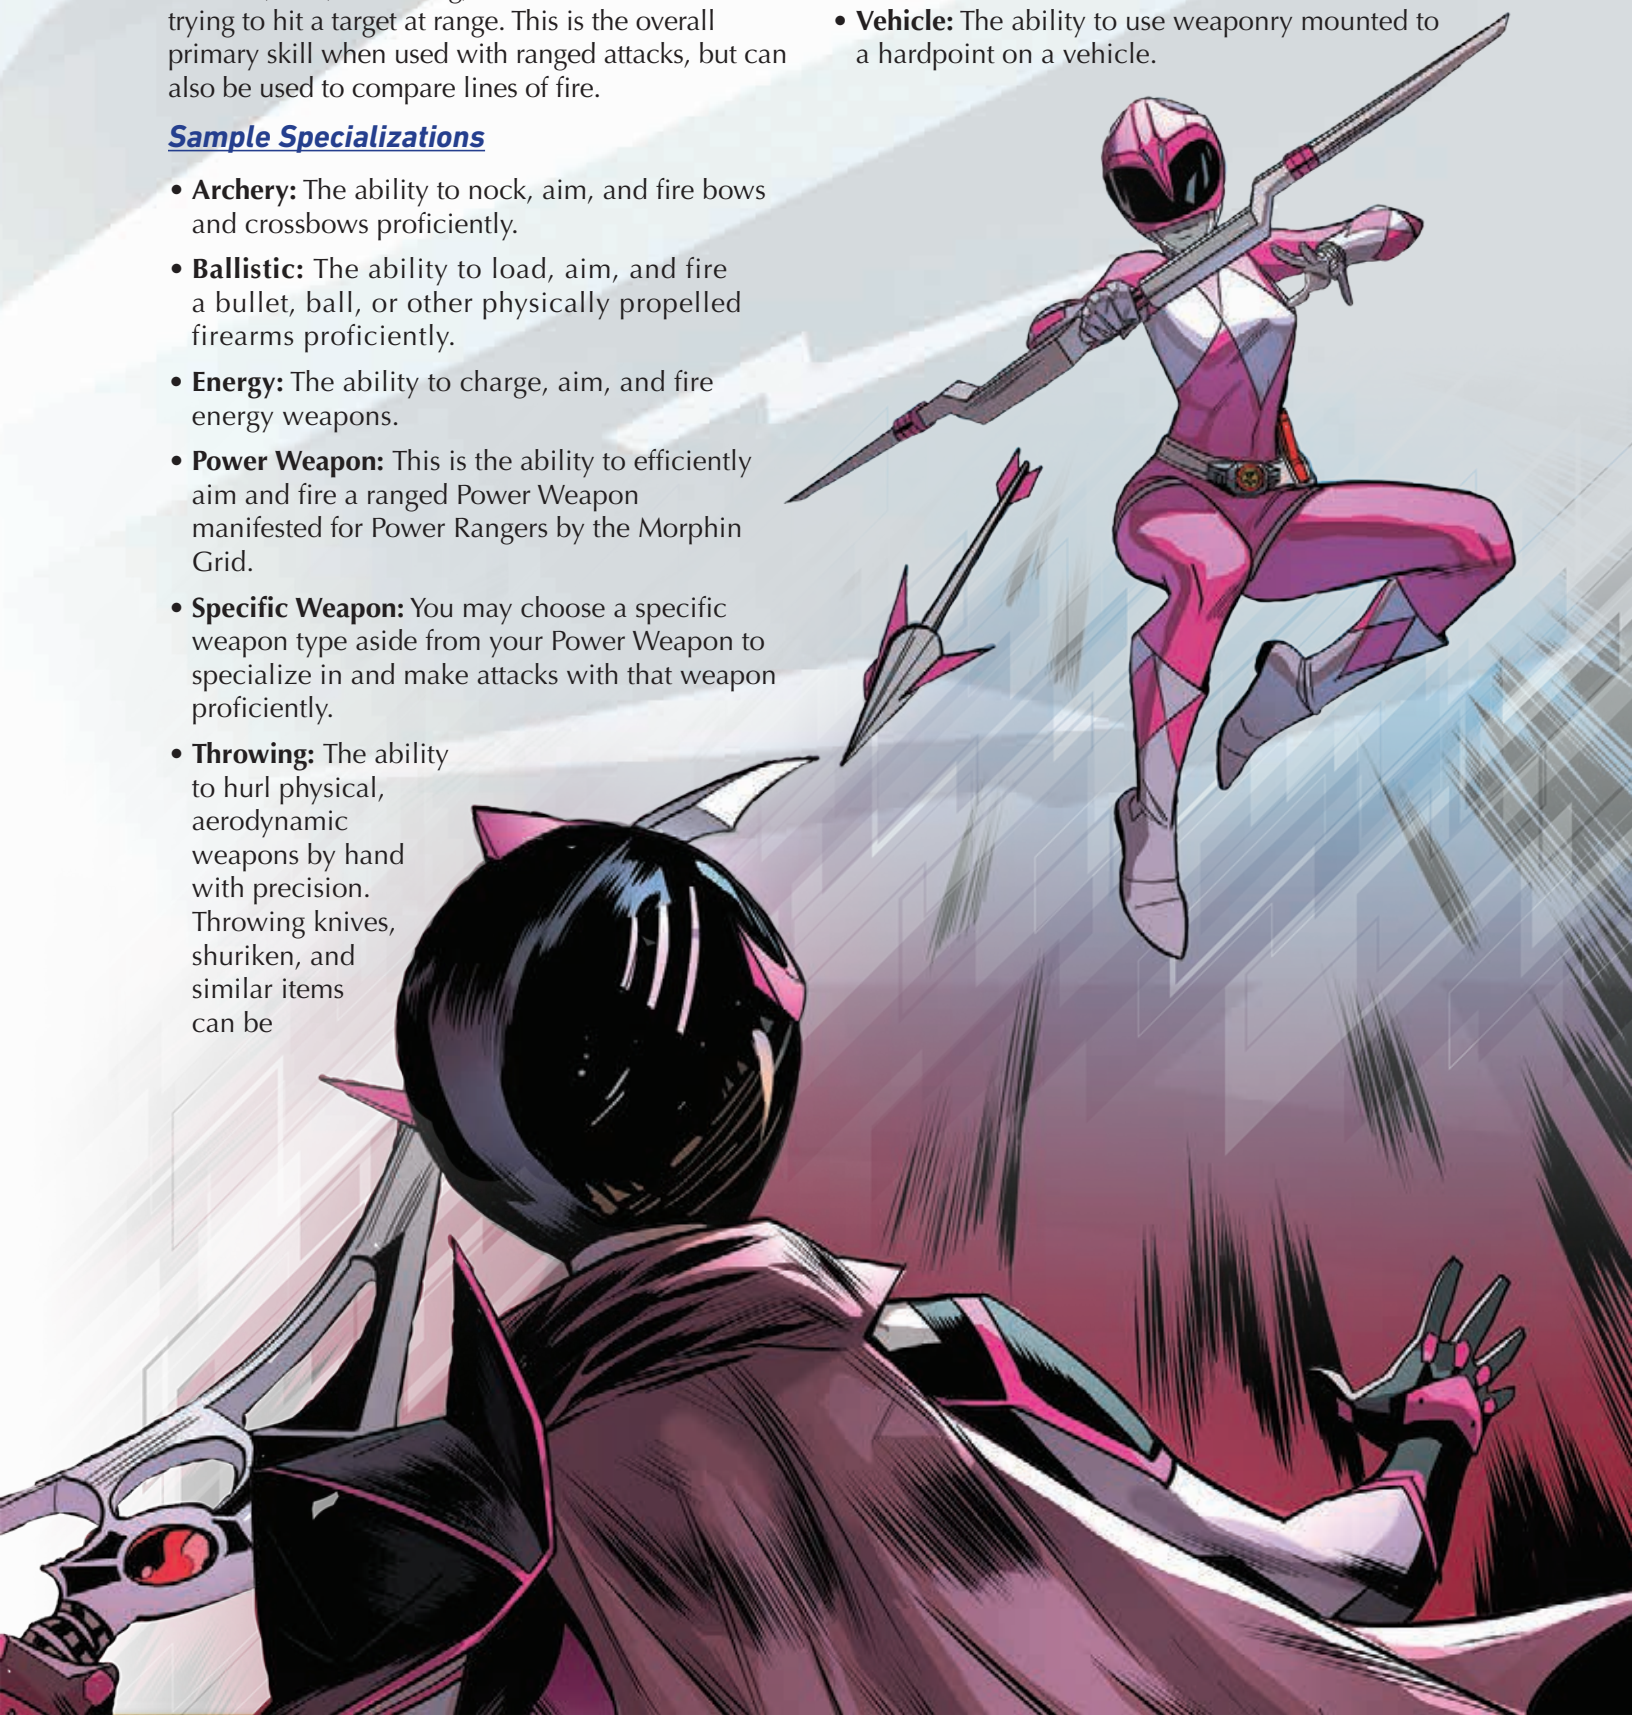 trying to hit a target at range. This is the overall
primary skill when used with ranged attacks, but can
also be used to compare lines of fire.
Sample Specializations
• Archery: The ability to nock, aim, and fire bows
and crossbows proficiently.
• Ballistic: The ability to load, aim, and fire
a bullet, ball, or other physically propelled
firearms proficiently.
• Energy: The ability to charge, aim, and fire
energy weapons.
• Power Weapon: This is the ability to efficiently
aim and fire a ranged Power Weapon
manifested for Power Rangers by the Morphin
Grid.
• Specific Weapon: You may choose a specific
weapon type aside from your Power Weapon to
specialize in and make attacks with that weapon
proficiently.
• Throwing: The ability
to hurl physical,
aerodynamic
weapons by hand
with precision.
Throwing knives,
shuriken, and
similar items
can be
• Vehicle: The ability to use weaponry mounted to
a hardpoint on a vehicle.